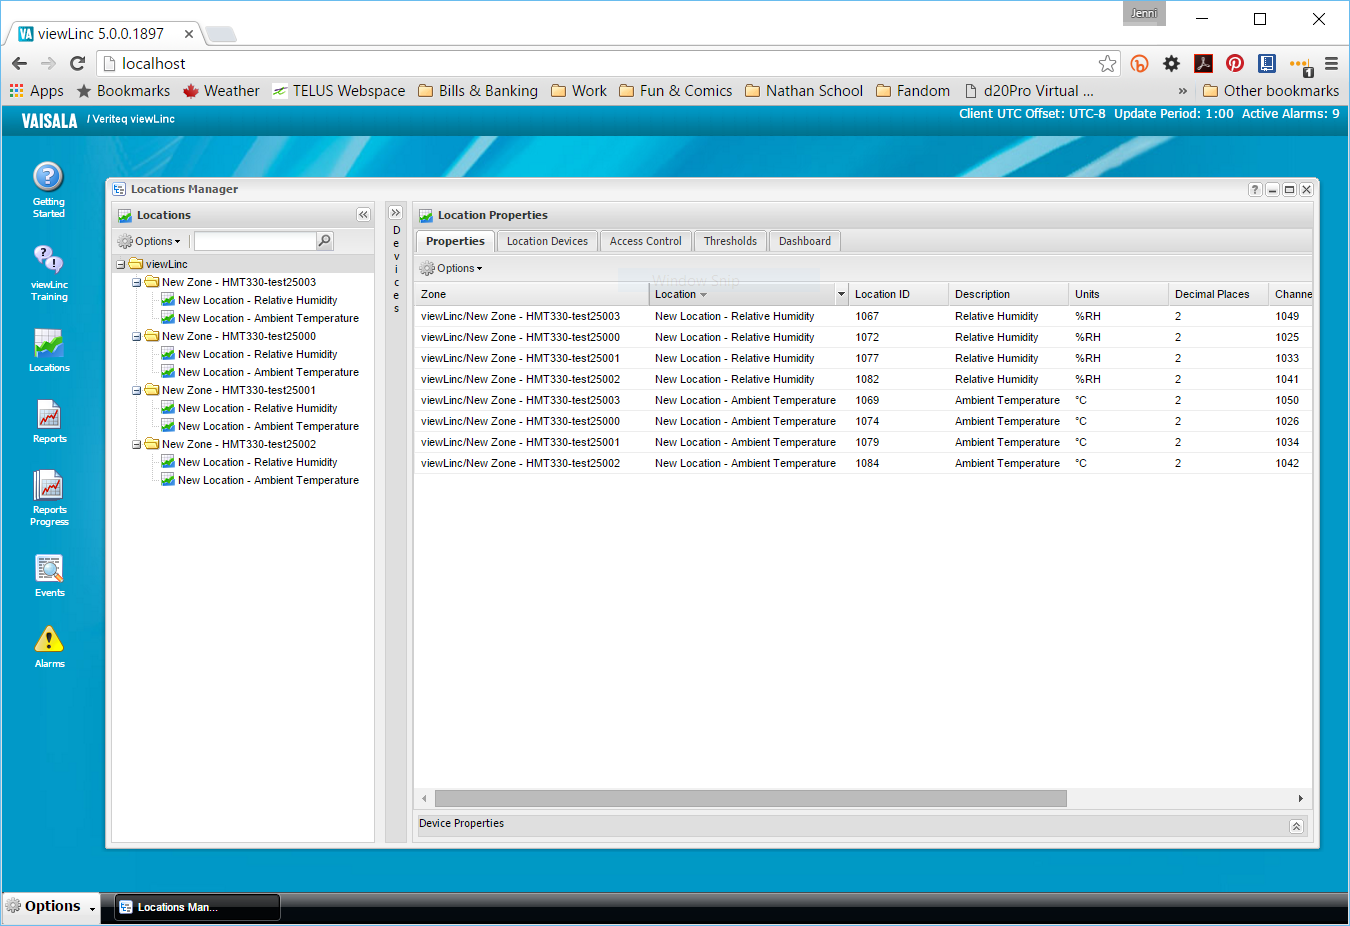 Jenni
viewLinc 5.0.0.1897
localhost
Apps Bookmarks Weather TELUS Webspace Bills & Banking Work Fun & Comics Nathan School Fandom d20Pro Virtual ... » Other bookmarks
VAISALA / Veriteq viewLinc Client UTC Offset: UTC-8 Update Period: 1:00 Active Alarms: 9
Getting
Started
viewLinc
Training
Locations
Reports
Reports
Progress
Events
Alarms
Locations Manager
Locations
Options
viewLinc
New Zone - HMT330-test25003
New Location - Relative Humidity
New Location - Ambient Temperature
New Zone - HMT330-test25000
New Location - Relative Humidity
New Location - Ambient Temperature
New Zone - HMT330-test25001
New Location - Relative Humidity
New Location - Ambient Temperature
New Zone - HMT330-test25002
New Location - Relative Humidity
New Location - Ambient Temperature
Devices
Location Properties
Properties Location Devices Access Control Thresholds Dashboard
Options
Window Snip
Zone Location Location ID Description Units Decimal Places Channe
viewLinc/New Zone - HMT330-test25003 New Location - Relative Humidity 1067 Relative Humidity %RH 2 1049
viewLinc/New Zone - HMT330-test25000 New Location - Relative Humidity 1072 Relative Humidity %RH 2 1025
viewLinc/New Zone - HMT330-test25001 New Location - Relative Humidity 1077 Relative Humidity %RH 2 1033
viewLinc/New Zone - HMT330-test25002 New Location - Relative Humidity 1082 Relative Humidity %RH 2 1041
viewLinc/New Zone - HMT330-test25003 New Location - Ambient Temperature 1069 Ambient Temperature °C 2 1050
viewLinc/New Zone - HMT330-test25000 New Location - Ambient Temperature 1074 Ambient Temperature °C 2 1026
viewLinc/New Zone - HMT330-test25001 New Location - Ambient Temperature 1079 Ambient Temperature °C 2 1034
viewLinc/New Zone - HMT330-test25002 New Location - Ambient Temperature 1084 Ambient Temperature °C 2 1042
Device Properties
Options Locations Man...